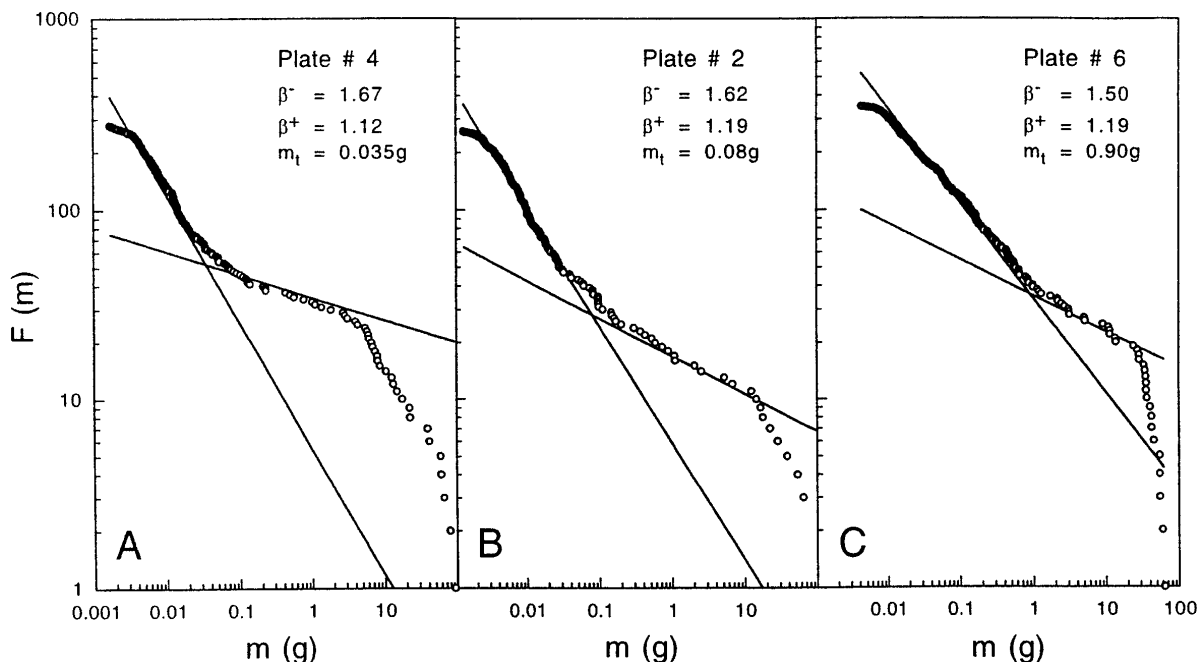 1000
100
10
1
F (m)
Plate # 4
β⁻ = 1.67
β⁺ = 1.12
mₜ = 0.035g
A
0.001 0.01 0.1 1 10
m (g)
Plate # 2
β⁻ = 1.62
β⁺ = 1.19
mₜ = 0.08g
B
0.01 0.1 1 10
m (g)
Plate # 6
β⁻ = 1.50
β⁺ = 1.19
mₜ = 0.90g
C
0.01 0.1 1 10 100
m (g)